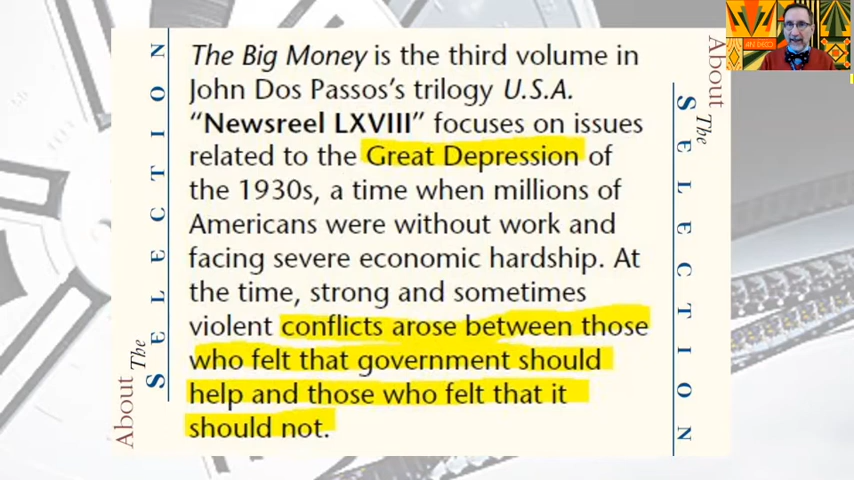 About The SELECTION
The Big Money is the third volume in
John Dos Passos's trilogy U.S.A.
“Newsreel LXVIII” focuses on issues
related to the Great Depression of
the 1930s, a time when millions of
Americans were without work and
facing severe economic hardship. At
the time, strong and sometimes
violent conflicts arose between those
who felt that government should
help and those who felt that it
should not.
About The SELECTION